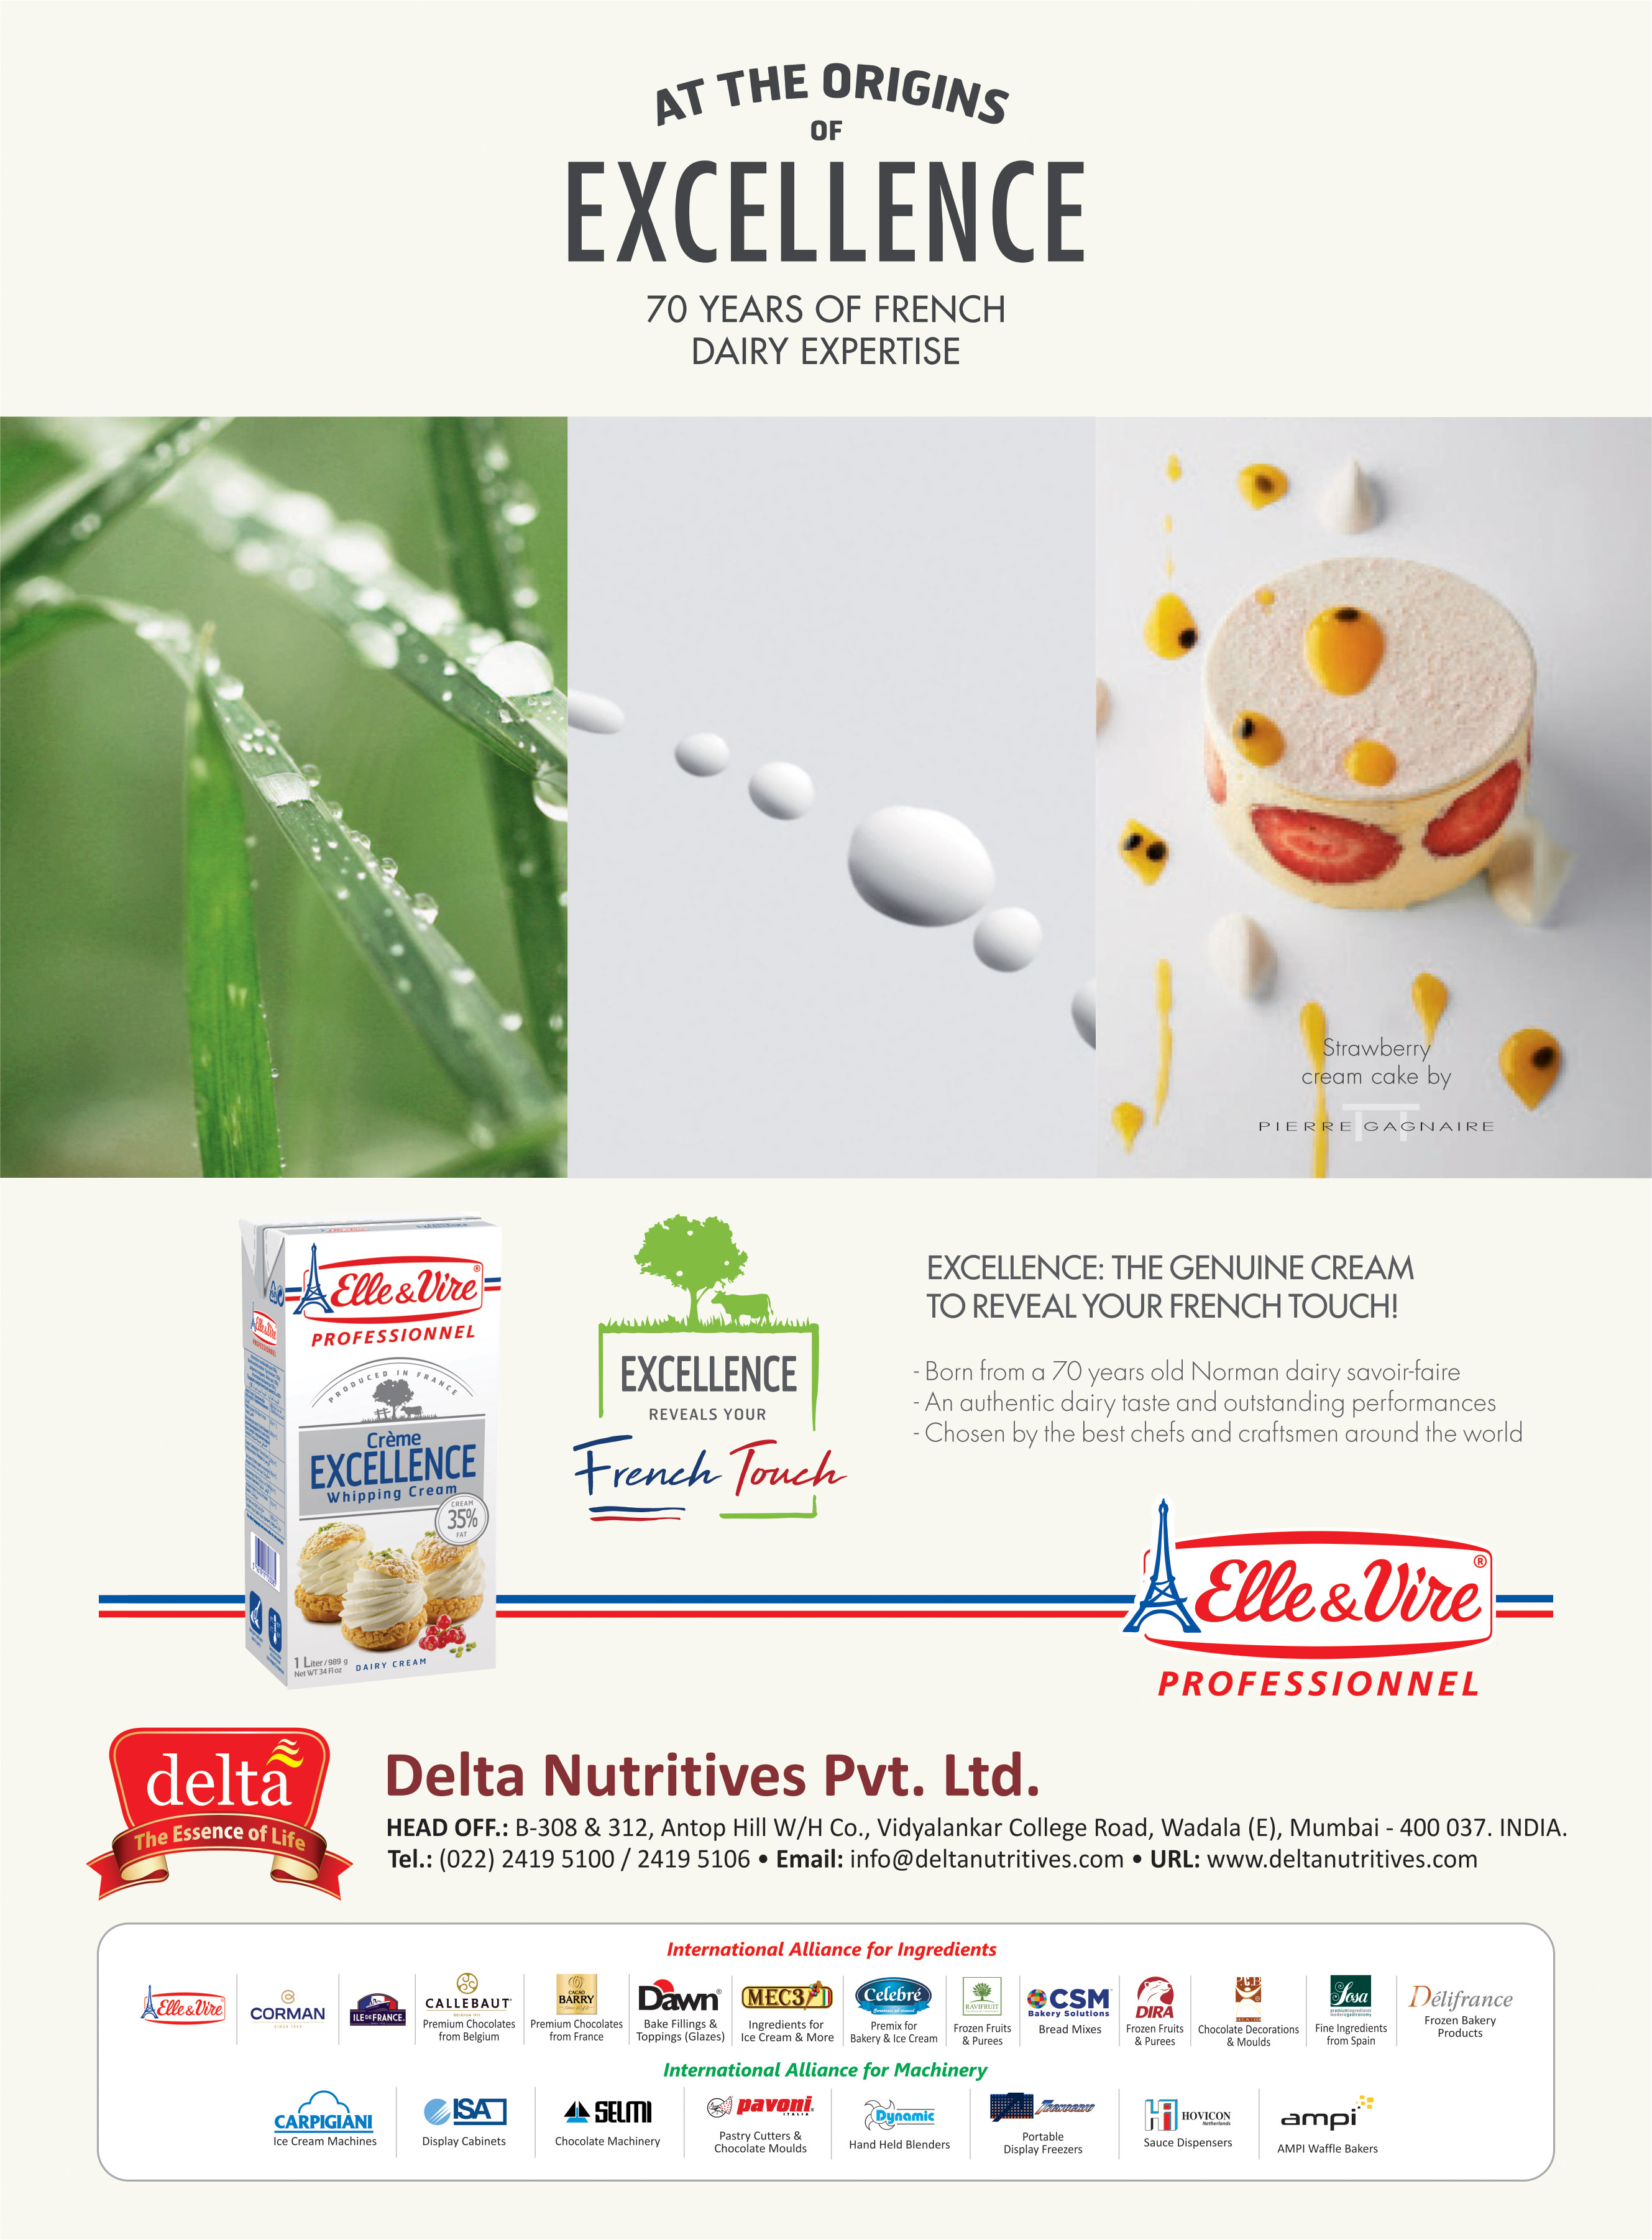 AT THE ORIGINS
OF
EXCELLENCE
70 YEARS OF FRENCH
DAIRY EXPERTISE
Strawberry
cream cake by
PIERRE GAGNAIRE
Elle & Vire®
PROFESSIONNEL
PRODUCED IN FRANCE
Crème
EXCELLENCE
Whipping Cream
CREAM
35%
FAT
1 Liter / 989 g
Net WT 34 Fl oz
DAIRY CREAM
Elle & Vire
EXCELLENCE
REVEALS YOUR
French Touch
EXCELLENCE: THE GENUINE CREAM
TO REVEAL YOUR FRENCH TOUCH!
- Born from a 70 years old Norman dairy savoir-faire
- An authentic dairy taste and outstanding performances
- Chosen by the best chefs and craftsmen around the world
Elle & Vire®
PROFESSIONNEL
delta
The Essence of Life
Delta Nutritives Pvt. Ltd.
HEAD OFF.: B-308 & 312, Antop Hill W/H Co., Vidyalankar College Road, Wadala (E), Mumbai - 400 037. INDIA.
Tel.: (022) 2419 5100 / 2419 5106 • Email: info@deltanutritives.com • URL: www.deltanutritives.com
International Alliance for Ingredients
Elle & Vire
CORMAN
ILE DE FRANCE.
CALLEBAUT
Premium Chocolates
from Belgium
CACAO
BARRY
Premium Chocolates
from France
Dawn®
Bake Fillings &
Toppings (Glazes)
MEC3
Ingredients for
Ice Cream & More
Celebré
Premix for
Bakery & Ice Cream
RAVIFRUIT
Frozen Fruits
& Purees
CSM
Bakery Solutions
Bread Mixes
DIRA
Frozen Fruits
& Purees
Chocolate Decorations
& Moulds
Sosa
Fine Ingredients
from Spain
Délifrance
Frozen Bakery
Products
International Alliance for Machinery
CARPIGIANI
Ice Cream Machines
ISA
Display Cabinets
SELMI
Chocolate Machinery
pavoni
ITALIA
Pastry Cutters &
Chocolate Moulds
Dynamic
Hand Held Blenders
Portable
Display Freezers
Hi HOVICON
Netherlands
Sauce Dispensers
ampi
AMPI Waffle Bakers